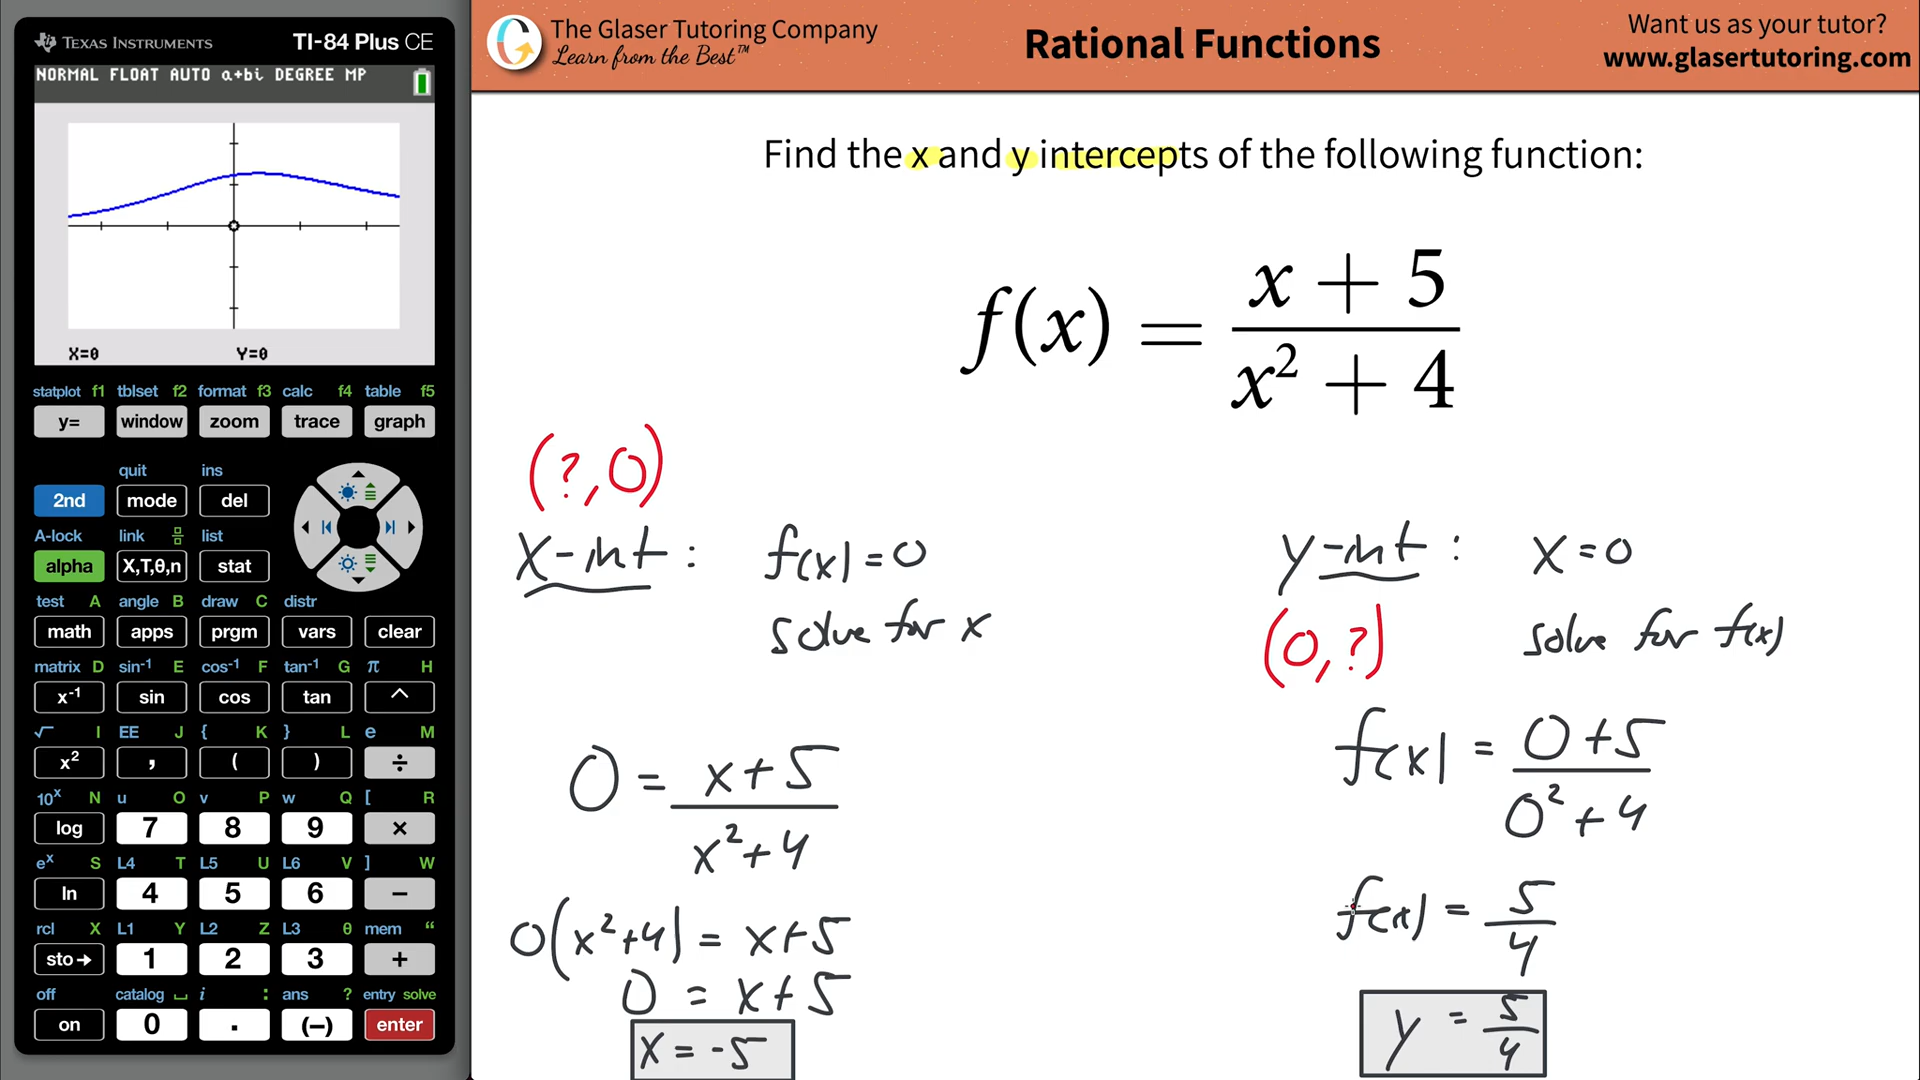 TEXAS INSTRUMENTS TI-84 Plus CE
NORMAL FLOAT AUTO a+bi DEGREE MP
X=0 Y=0
statplot f1 tblset f2 format f3 calc f4 table f5
y= window zoom trace graph
quit ins
2nd mode del
A-lock link list
alpha X,T,θ,n stat
test A angle B draw C distr
math apps prgm vars clear
matrix D sin⁻¹ E cos⁻¹ F tan⁻¹ G π H
x⁻¹ sin cos tan ^
√ I EE J { K } L e M
x² , ( ) ÷
10ˣ N u O v P w Q [ R
log 7 8 9 ×
eˣ S L4 T L5 U L6 V ] W
ln 4 5 6 −
rcl X L1 Y L2 Z L3 θ mem “
sto→ 1 2 3 +
off catalog ⎵ i : ans ? entry solve
on 0 . (−) enter
The Glaser Tutoring Company
Learn from the Best™
Rational Functions
Want us as your tutor?
www.glasertutoring.com
Find the x and y intercepts of the following function:
f(x) = (x + 5)/(x² + 4)
(?,0)
x-int: f(x)=0
solve for x
0 = (x+5)/(x²+4)
0(x²+4) = x+5
0 = x+5
x = -5
y-int: x=0
(0,?) solve for f(x)
f(x) = (0+5)/(0²+4)
f(x) = 5/4
y = 5/4